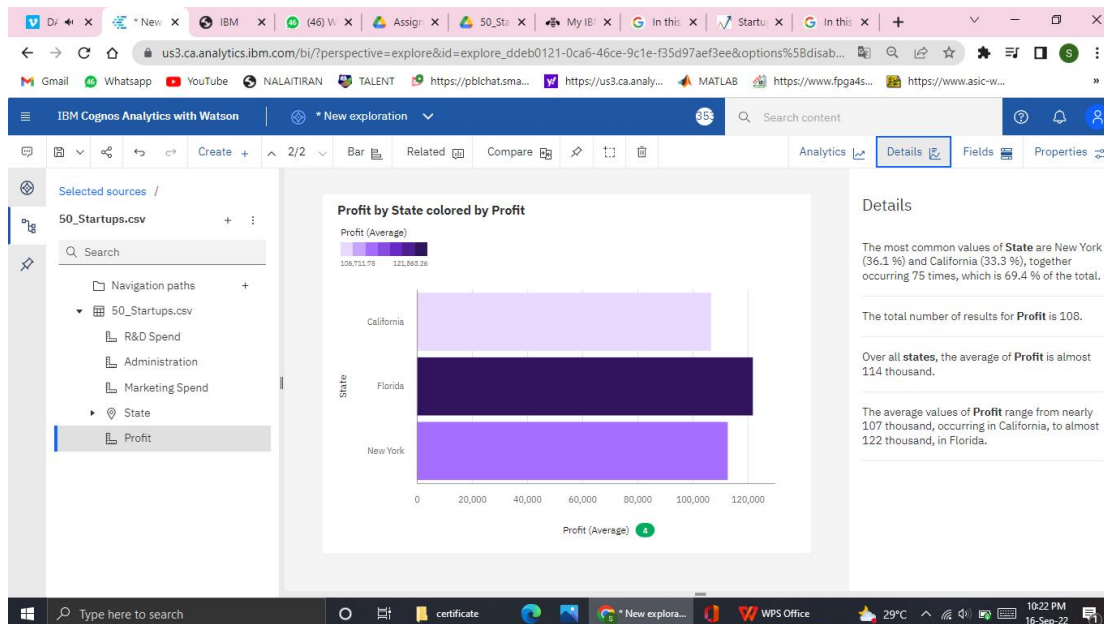 DA
* New
IBM
(46) W
Assign
50_Sta
My IB
In this
Startu
In this
us3.ca.analytics.ibm.com/bi/?perspective=explore&id=explore_ddeb0121-0ca6-46ce-9c1e-f35d97aef3ee&options%5Bdisab...
S
Gmail
Whatsapp
YouTube
NALAITIRAN
TALENT
https://pblchat.sma...
https://us3.ca.analy...
MATLAB
https://www.fpga4s...
https://www.asic-w...
»
IBM Cognos Analytics with Watson
* New exploration
353
Search content
Create +
2/2
Bar
Related
Compare
Analytics
Details
Fields
Properties
Selected sources /
50_Startups.csv
Search
Navigation paths
50_Startups.csv
R&D Spend
Administration
Marketing Spend
State
Profit
Profit by State colored by Profit
Profit (Average)
106,711.78 121,863.26
State
California
Florida
New York
0 20,000 40,000 60,000 80,000 100,000 120,000
Profit (Average) 4
Details
The most common values of State are New York
(36.1 %) and California (33.3 %), together
occurring 75 times, which is 69.4 % of the total.
The total number of results for Profit is 108.
Over all states, the average of Profit is almost
114 thousand.
The average values of Profit range from nearly
107 thousand, occurring in California, to almost
122 thousand, in Florida.
Type here to search
certificate
* New explora...
WPS Office
29°C
10:22 PM
16-Sep-22